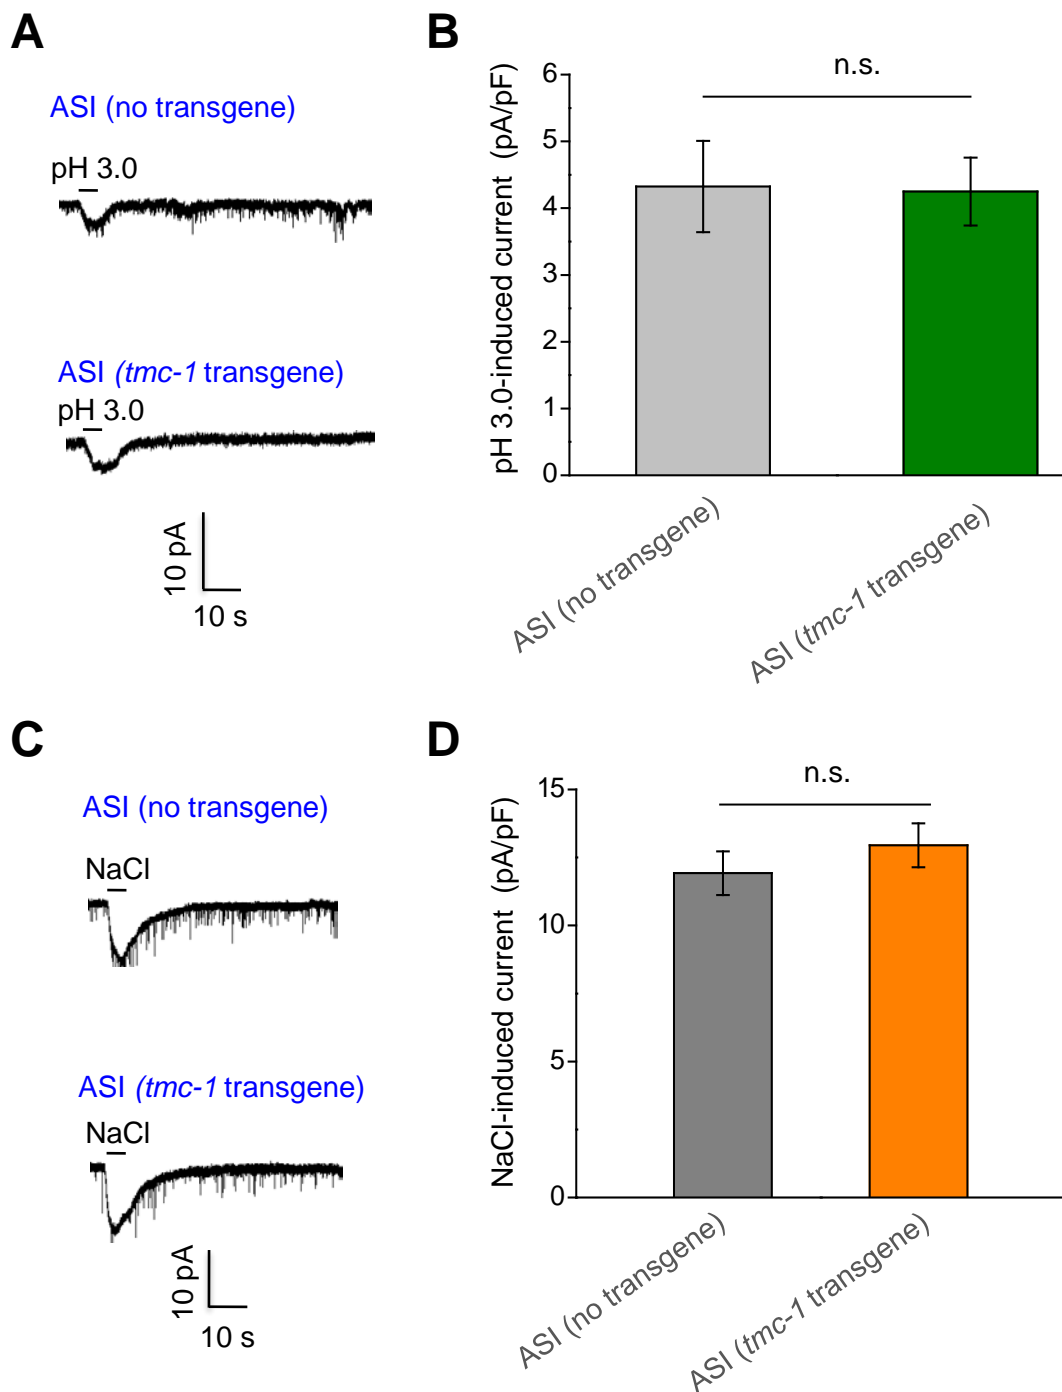 A
ASI (no transgene)
pH 3.0
ASI (tmc-1 transgene)
pH 3.0
10 pA
10 s
B
n.s.
pH 3.0-induced current (pA/pF)
6
5
4
3
2
1
0
ASI (no transgene)
ASI (tmc-1 transgene)
C
ASI (no transgene)
NaCl
ASI (tmc-1 transgene)
NaCl
10 pA
10 s
D
n.s.
NaCl-induced current (pA/pF)
15
10
5
0
ASI (no transgene)
ASI (tmc-1 transgene)